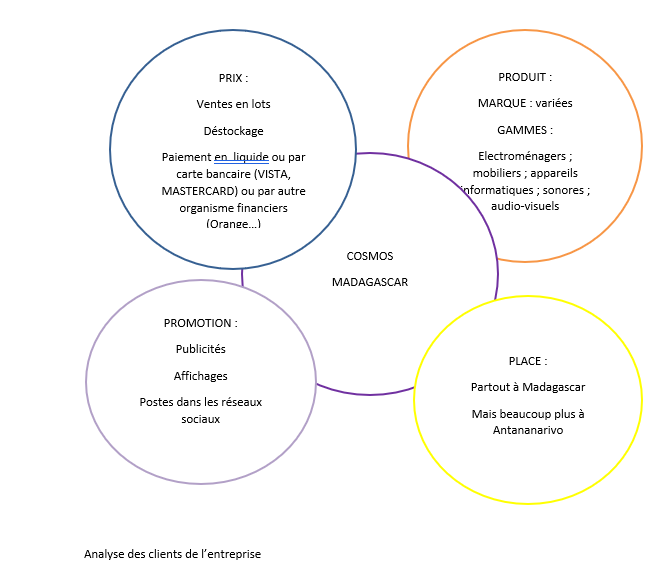 PRIX :
Ventes en lots
Déstockage
Paiement en liquide ou par
carte bancaire (VISTA,
MASTERCARD) ou par autre
organisme financiers
(Orange…)
PRODUIT :
MARQUE : variées
GAMMES :
Electroménagers ;
mobiliers ; appareils
informatiques ; sonores ;
audio-visuels
COSMOS
MADAGASCAR
PROMOTION :
Publicités
Affichages
Postes dans les réseaux
sociaux
PLACE :
Partout à Madagascar
Mais beaucoup plus à
Antananarivo
Analyse des clients de l’entreprise